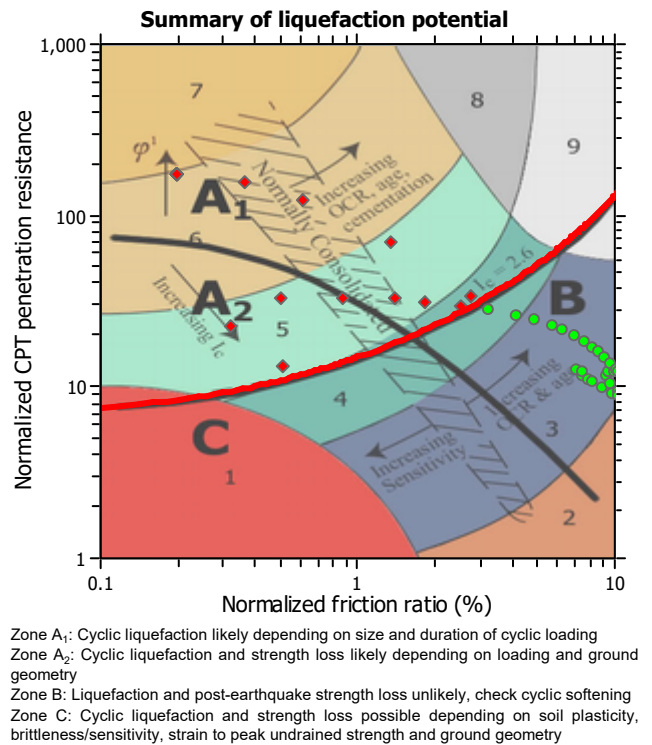 Summary of liquefaction potential
Normalized CPT penetration resistance
1,000
100
10
1
7
8
9
φ'
A1
Normally Consolidated
Increasing
OCR, age,
cementation
6
A2
Increasing Ic
5
Ic = 2.6
B
4
Increasing
OCR & age
3
C
1
Increasing
Sensitivity
2
0.1
1
10
Normalized friction ratio (%)
Zone A1: Cyclic liquefaction likely depending on size and duration of cyclic loading
Zone A2: Cyclic liquefaction and strength loss likely depending on loading and ground
geometry
Zone B: Liquefaction and post-earthquake strength loss unlikely, check cyclic softening
Zone C: Cyclic liquefaction and strength loss possible depending on soil plasticity,
brittleness/sensitivity, strain to peak undrained strength and ground geometry